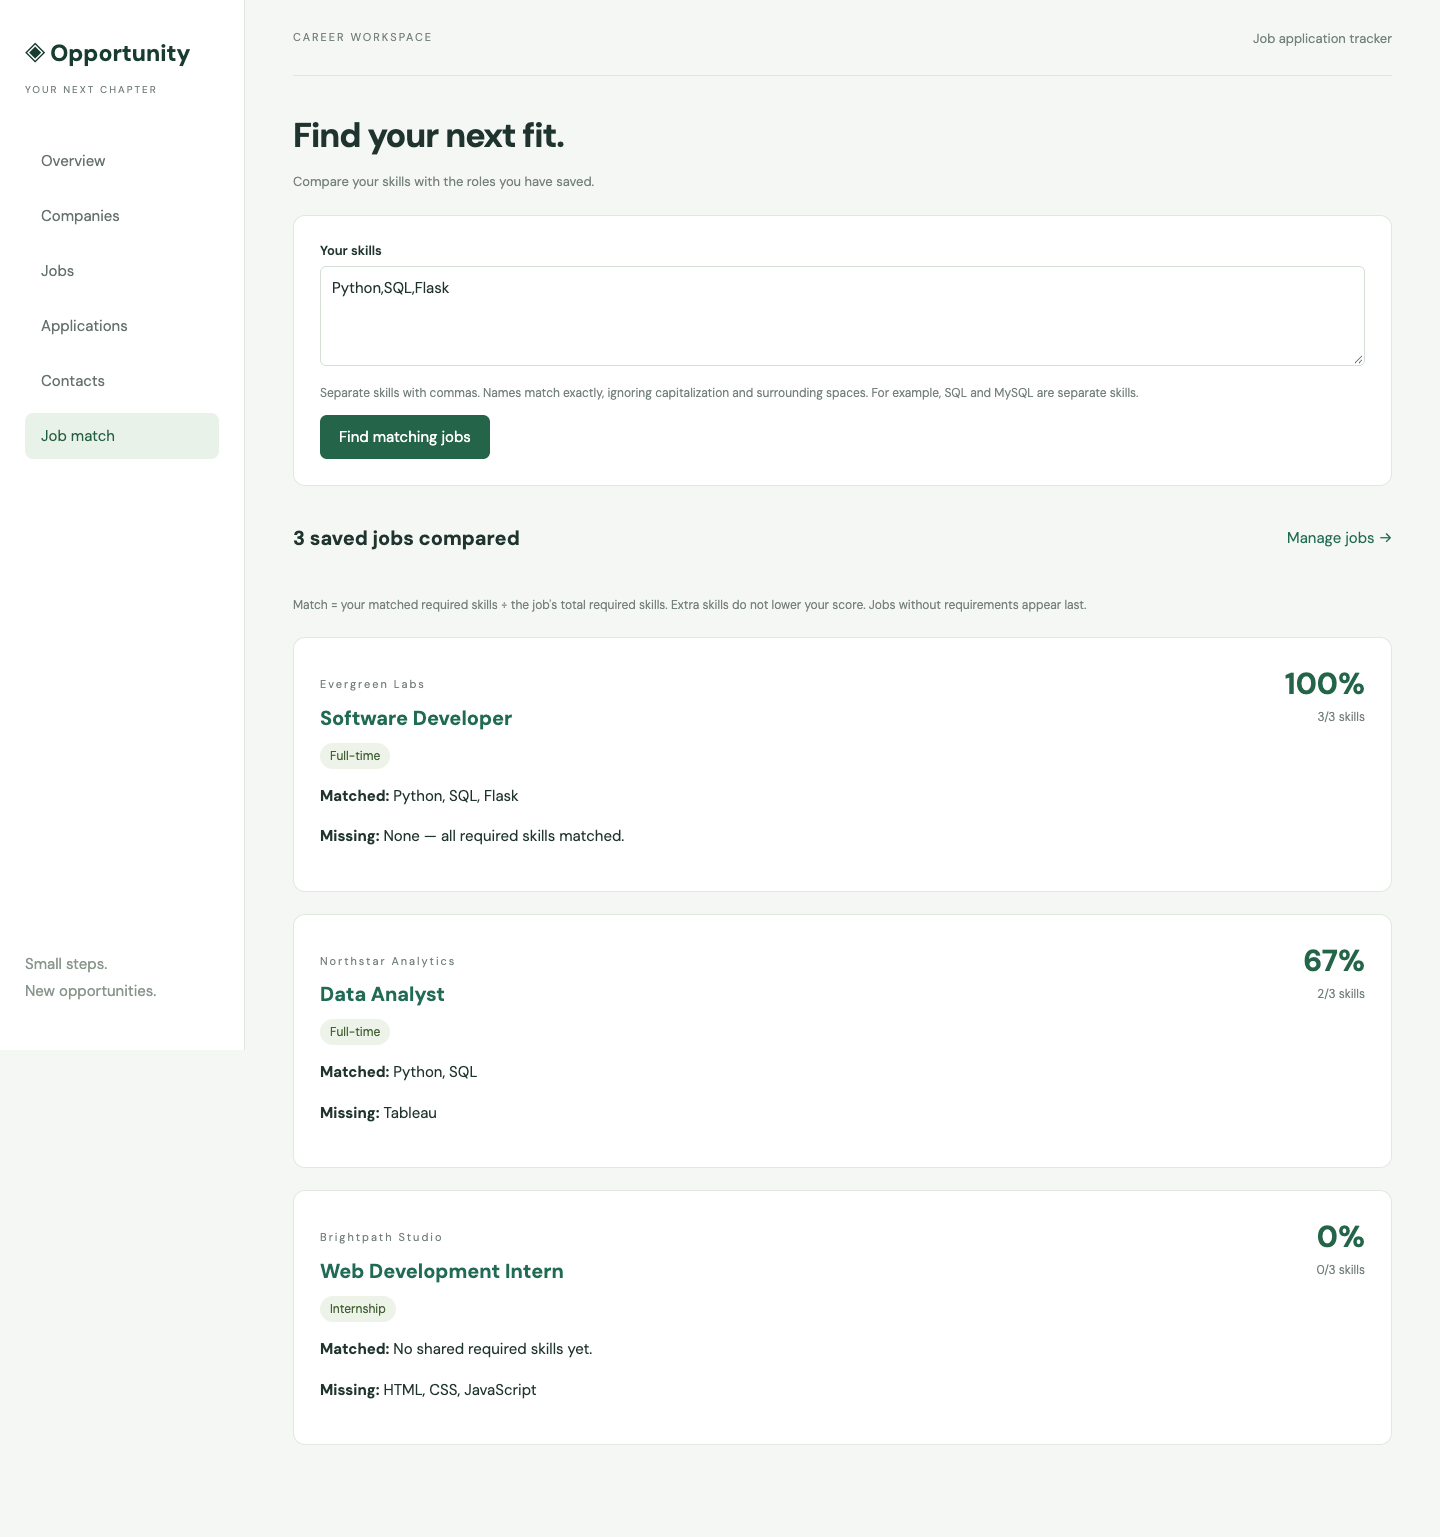 Opportunity
YOUR NEXT CHAPTER
Overview
Companies
Jobs
Applications
Contacts
Job match
Small steps.
New opportunities.
CAREER WORKSPACE
Job application tracker
Find your next fit.
Compare your skills with the roles you have saved.
Your skills
Python,SQL,Flask
Separate skills with commas. Names match exactly, ignoring capitalization and surrounding spaces. For example, SQL and MySQL are separate skills.
Find matching jobs
3 saved jobs compared
Manage jobs →
Match = your matched required skills ÷ the job's total required skills. Extra skills do not lower your score. Jobs without requirements appear last.
Evergreen Labs
100%
3/3 skills
Software Developer
Full-time
Matched: Python, SQL, Flask
Missing: None — all required skills matched.
Northstar Analytics
67%
2/3 skills
Data Analyst
Full-time
Matched: Python, SQL
Missing: Tableau
Brightpath Studio
0%
0/3 skills
Web Development Intern
Internship
Matched: No shared required skills yet.
Missing: HTML, CSS, JavaScript